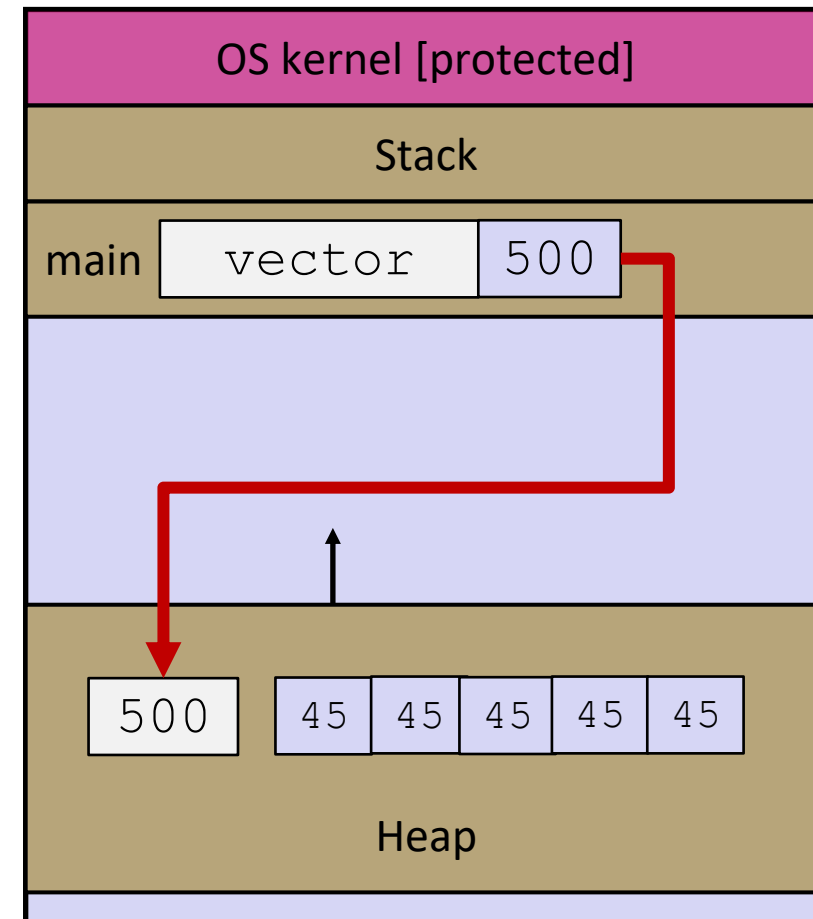 OS kernel [protected]
Stack
main vector 500
500 45 45 45 45 45
Heap